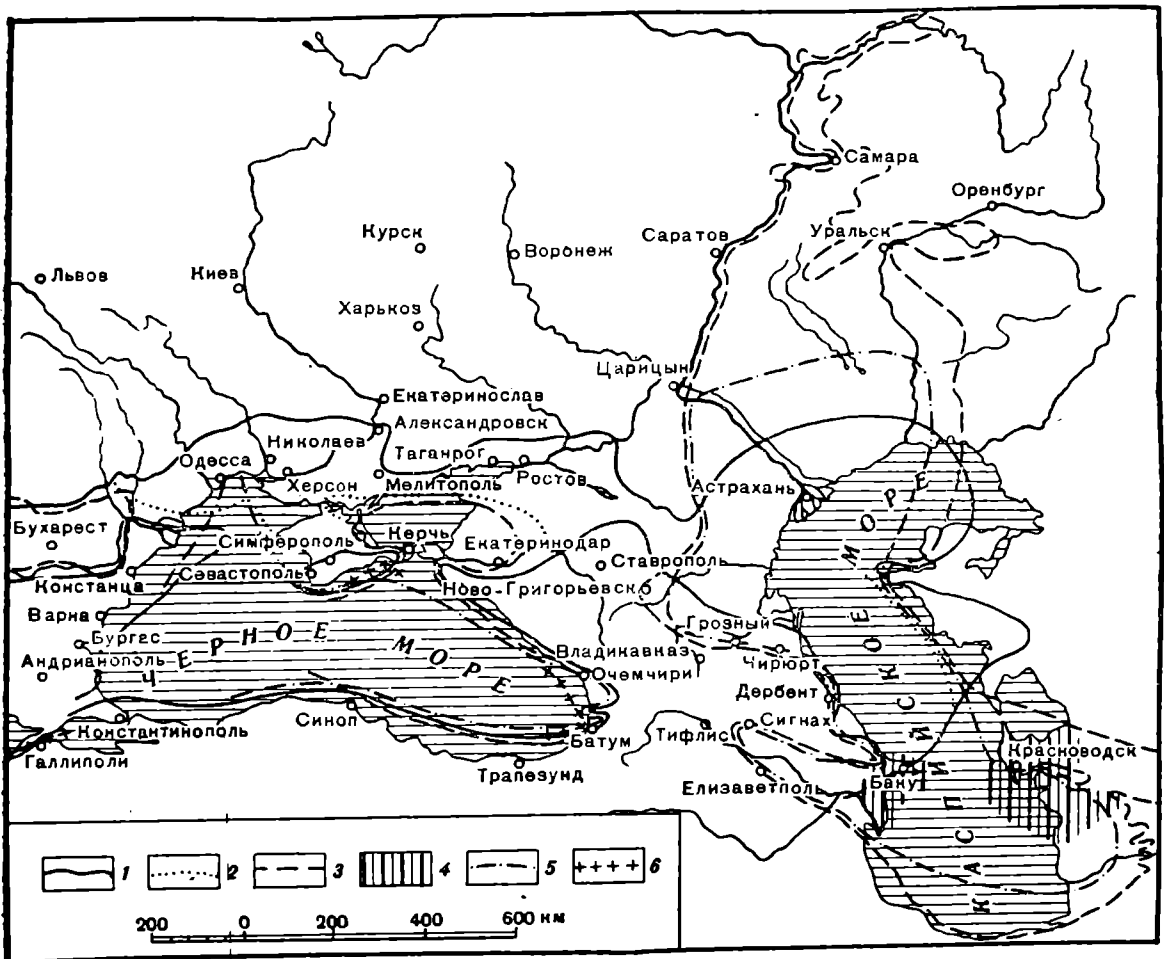 Самара
Оренбург
Курск
Уральск
Воронеж
Саратов
Львов
Киев
Харькоз
Царицын
Екатеринослав
Александровск
Николаев
Таганрог
Одесса
Херсон
Мелитополь
Ростов
Астрахань
Бухарест
Симферополь
Керчь
Екатеринодар
Ставрополь
Севастополь
Констанца
Ново-Григорьевск
Варна
Грозный
Бургас
Владикавказ
Чирюрт
Андрианополь
Очемчири
Дербент
ЧЕРНОЕ МОРЕ
КАСПИЙСКОЕ МОРЕ
Синоп
Сигнах
Константинополь
Батум
Тифлис
Красноводск
Галлиполи
Трапезунд
Елизаветполь
Баку
1 2 3 4 5 6
200 0 200 400 600 км